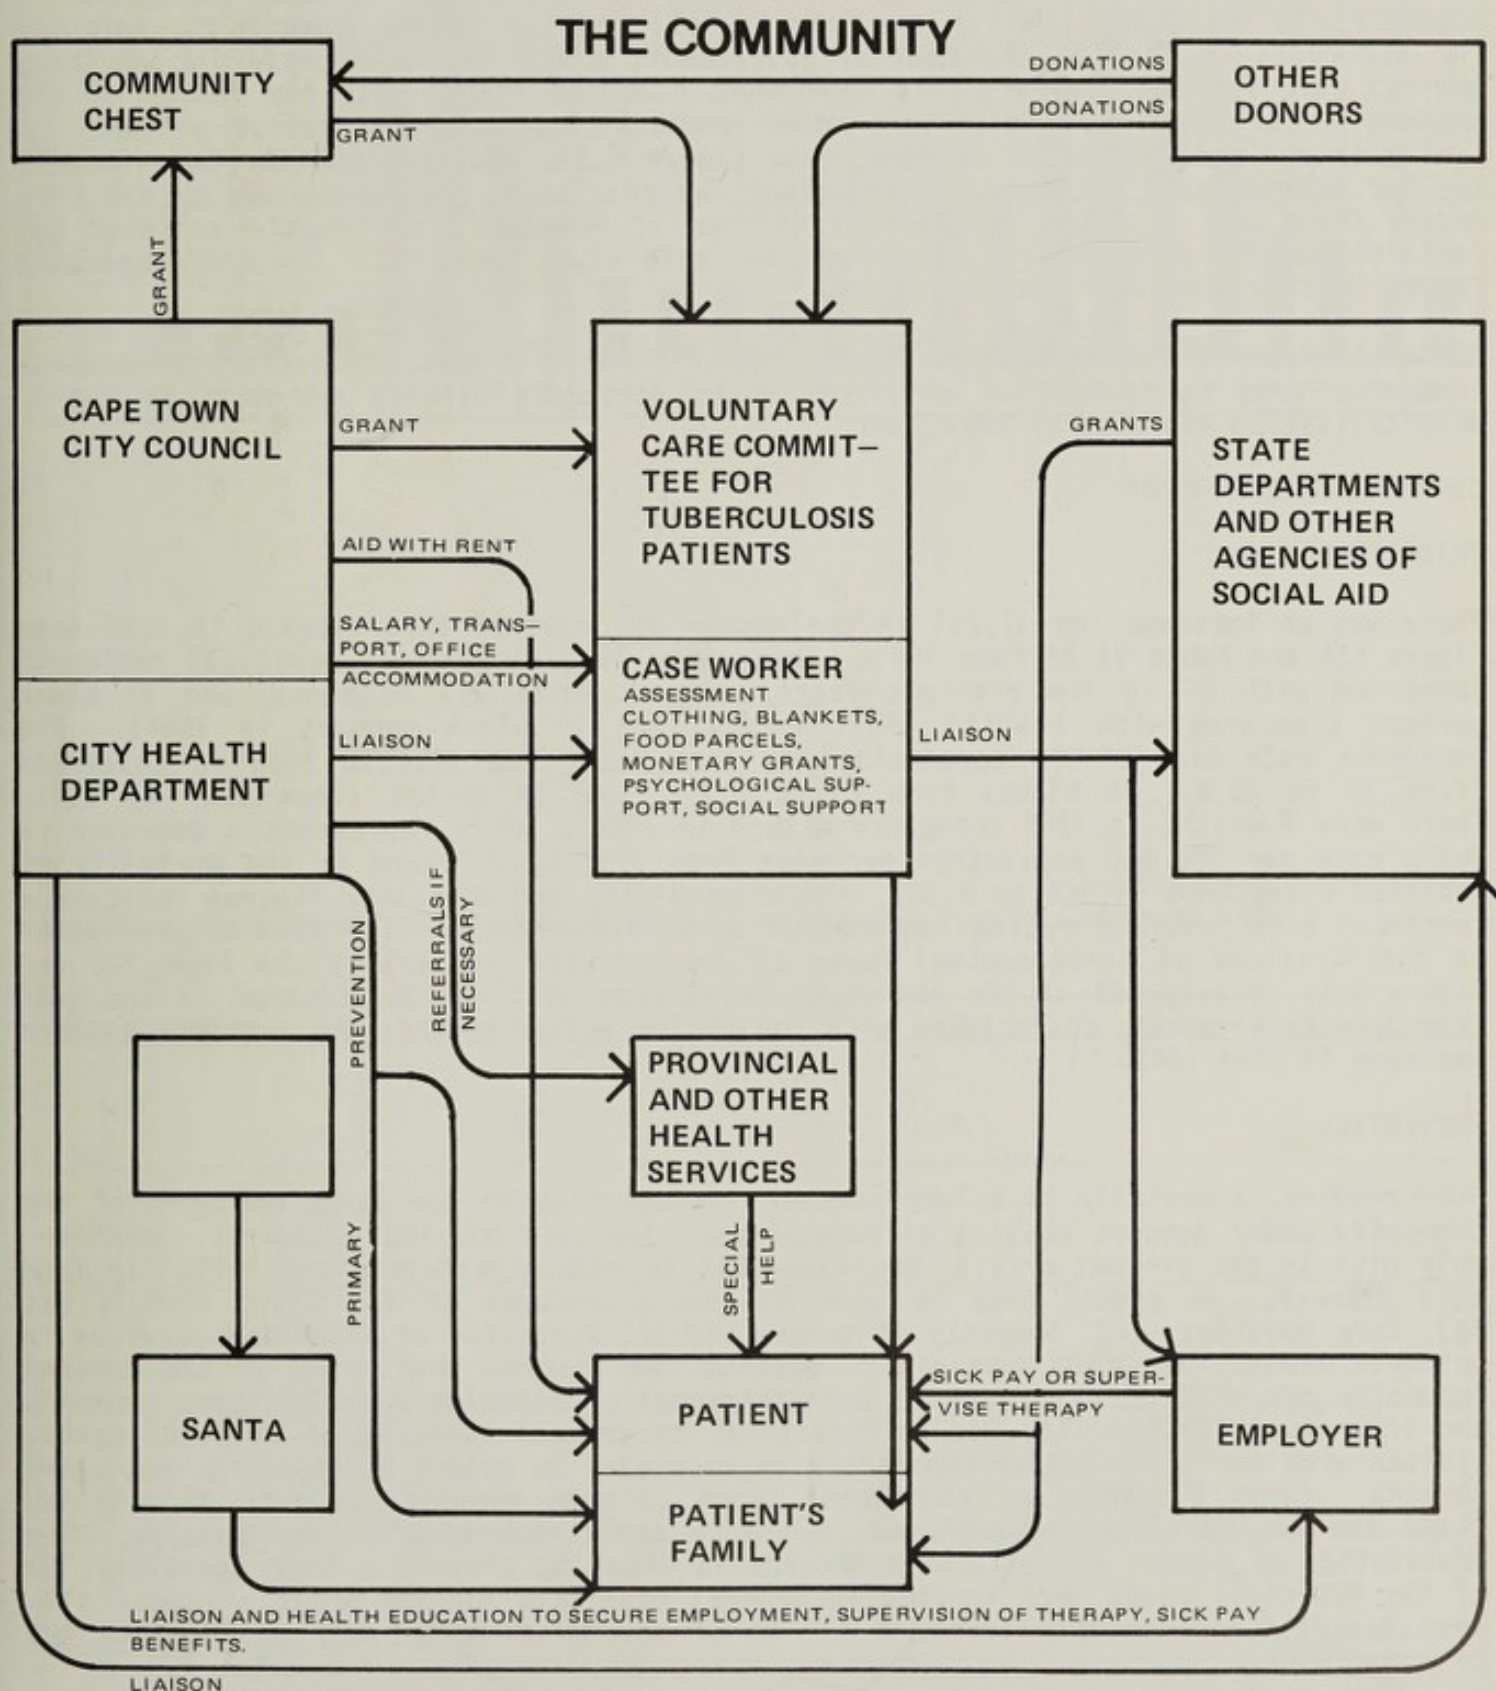 THE COMMUNITY
COMMUNITY
CHEST
DONATIONS
DONATIONS
OTHER
DONORS
GRANT
GRANT
CAPE TOWN
CITY COUNCIL
GRANT
AID WITH RENT
SALARY, TRANS–
PORT, OFFICE
ACCOMMODATION
VOLUNTARY
CARE COMMIT–
TEE FOR
TUBERCULOSIS
PATIENTS
GRANTS
STATE
DEPARTMENTS
AND OTHER
AGENCIES OF
SOCIAL AID
CASE WORKER
ASSESSMENT
CLOTHING, BLANKETS,
FOOD PARCELS,
MONETARY GRANTS,
PSYCHOLOGICAL SUP-
PORT, SOCIAL SUPPORT
CITY HEALTH
DEPARTMENT
LIAISON
LIAISON
REFERRALS IF
NECESSARY
PREVENTION
PRIMARY
PROVINCIAL
AND OTHER
HEALTH
SERVICES
SPECIAL
HELP
SANTA
PATIENT
PATIENT'S
FAMILY
SICK PAY OR SUPER-
VISE THERAPY
EMPLOYER
LIAISON AND HEALTH EDUCATION TO SECURE EMPLOYMENT, SUPERVISION OF THERAPY, SICK PAY
BENEFITS.
LIAISON